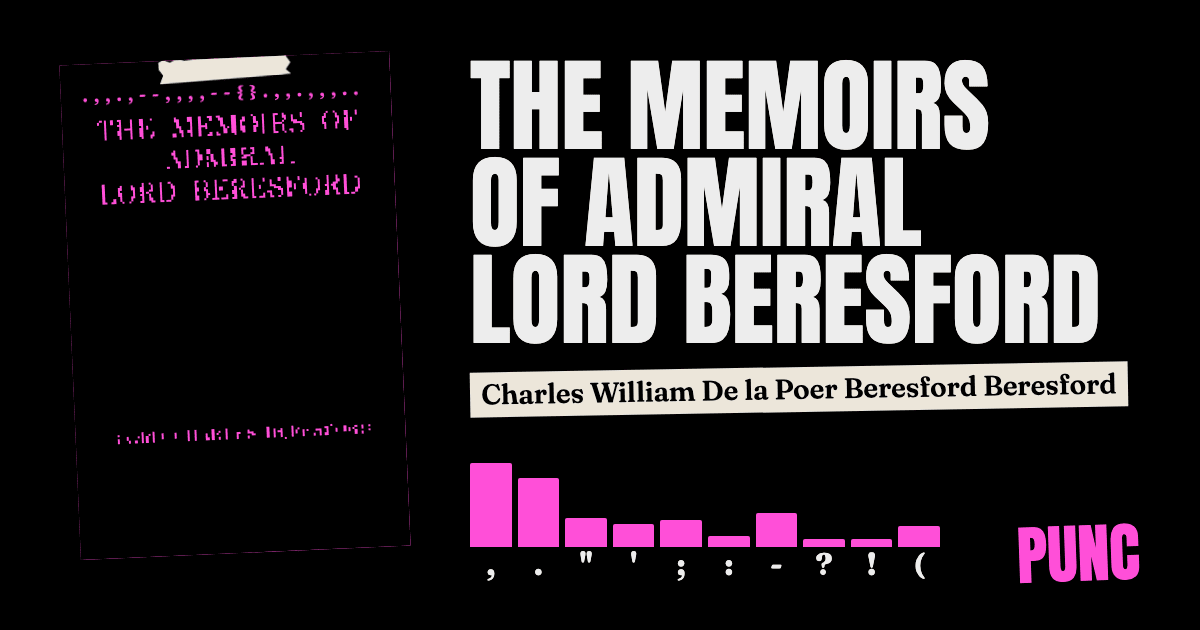 .,,.,--,,,,--{}.,,.,,,..
THE MEMOIRS OF
ADMIRAL
LORD BERESFORD
THE MEMOIRS
OF ADMIRAL
LORD BERESFORD
Charles William De la Poer Beresford Beresford
, . " ' ; : - ? ! (
PUNC